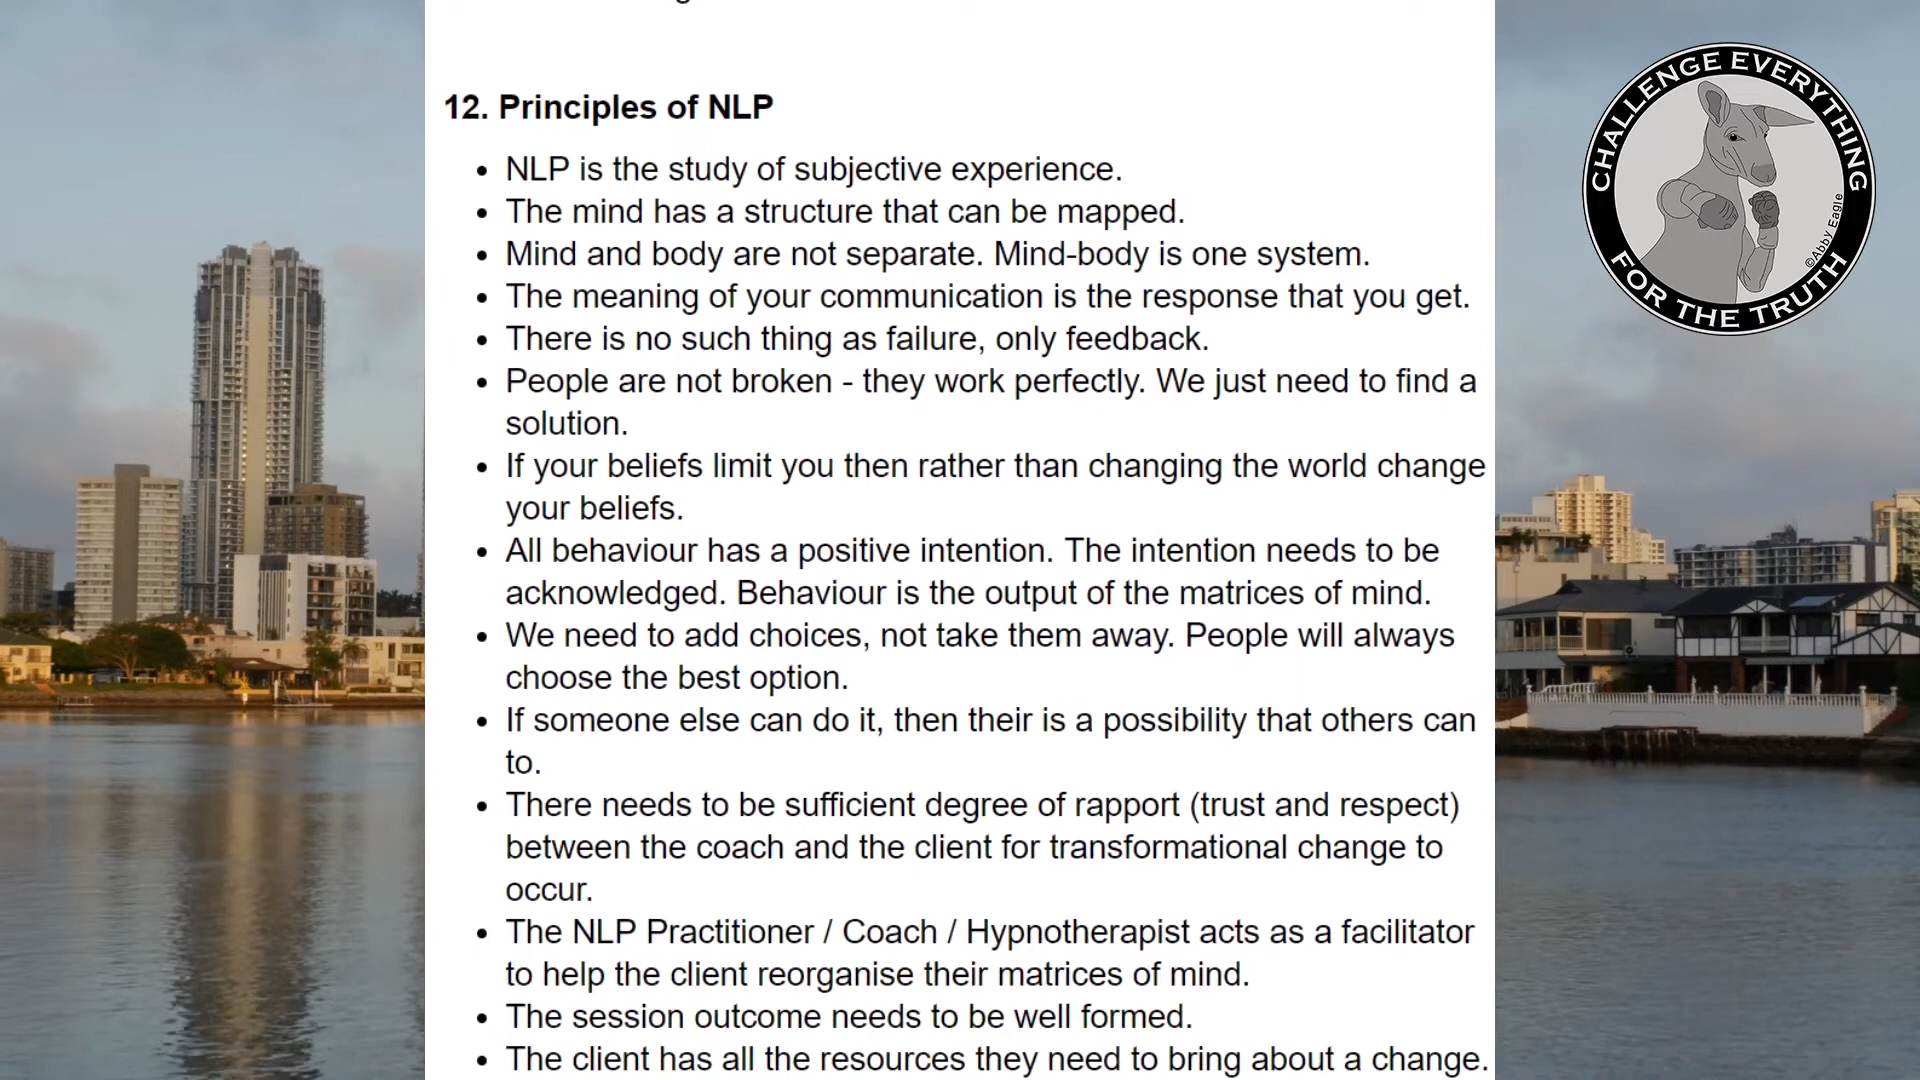 12. Principles of NLP
• NLP is the study of subjective experience.
• The mind has a structure that can be mapped.
• Mind and body are not separate. Mind-body is one system.
• The meaning of your communication is the response that you get.
• There is no such thing as failure, only feedback.
• People are not broken - they work perfectly. We just need to find a
solution.
• If your beliefs limit you then rather than changing the world change
your beliefs.
• All behaviour has a positive intention. The intention needs to be
acknowledged. Behaviour is the output of the matrices of mind.
• We need to add choices, not take them away. People will always
choose the best option.
• If someone else can do it, then their is a possibility that others can
to.
• There needs to be sufficient degree of rapport (trust and respect)
between the coach and the client for transformational change to
occur.
• The NLP Practitioner / Coach / Hypnotherapist acts as a facilitator
to help the client reorganise their matrices of mind.
• The session outcome needs to be well formed.
• The client has all the resources they need to bring about a change.
CHALLENGE EVERYTHING
FOR THE TRUTH
©Abby Eagle